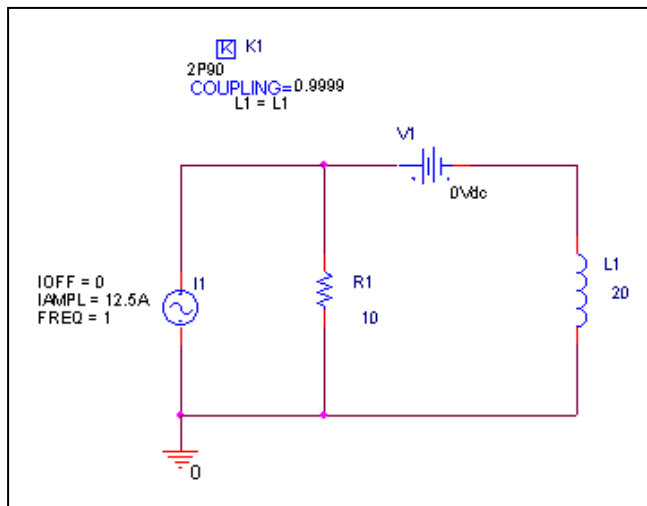 K K1
2P90
COUPLING=0.9999
L1 = L1
V1
0Vdc
IOFF = 0
IAMPL = 12.5A
FREQ = 1
I1
R1
10
L1
20
0